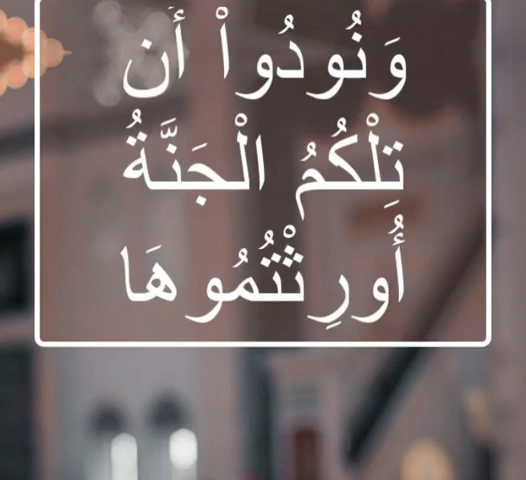 وَنُودُواْ أَن
تِلْكُمُ الْجَنَّةُ
أُورِثْتُمُوهَا